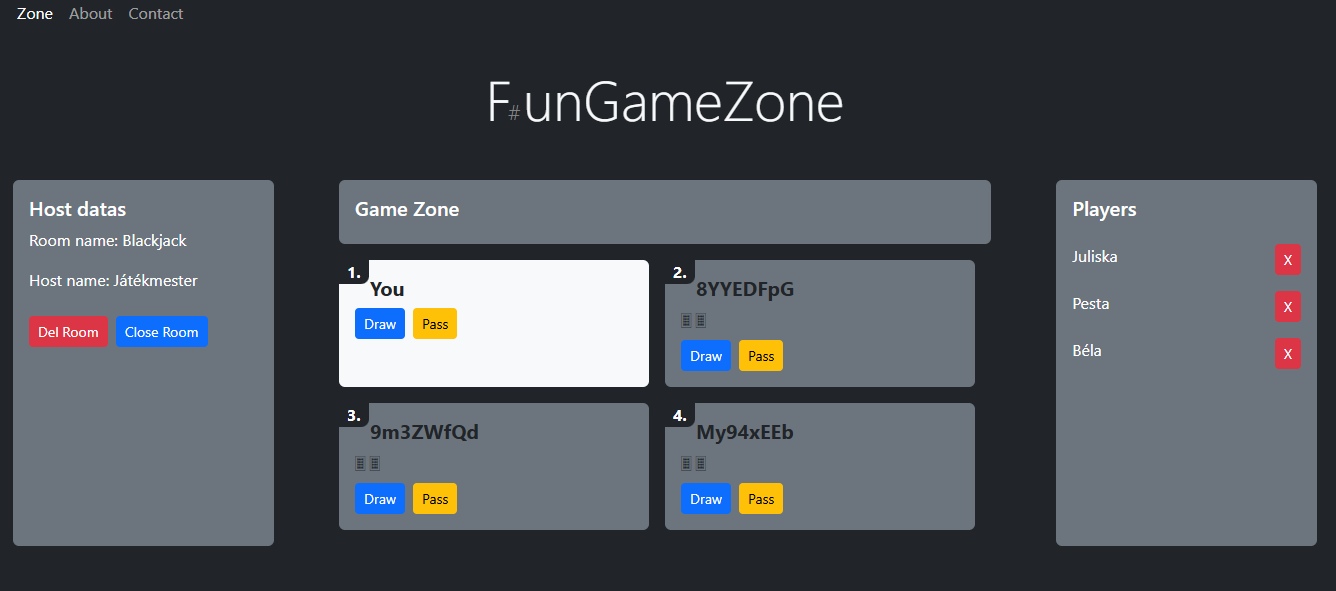 Zone About Contact
F#unGameZone
Host datas
Room name: Blackjack
Host name: Játékmester
Del Room Close Room
Game Zone
1. You
Draw Pass
2. 8YYEDFpG
🂠 🂠
Draw Pass
3. 9m3ZWfQd
🂠 🂠
Draw Pass
4. My94xEEb
🂠 🂠
Draw Pass
Players
Juliska X
Pesta X
Béla X